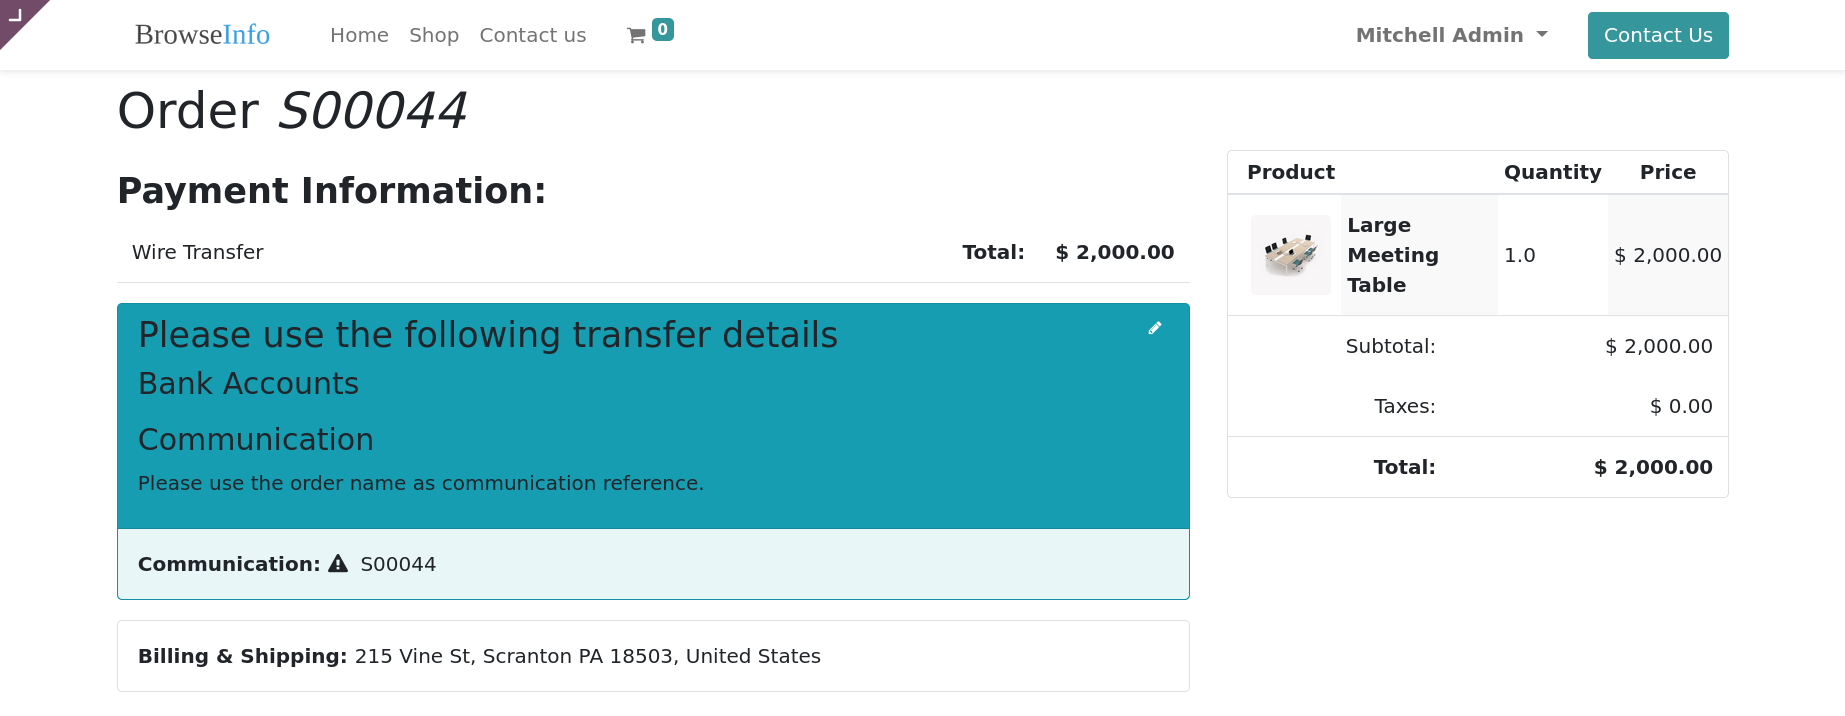 BrowseInfo Home Shop Contact us 0 Mitchell Admin Contact Us
Order S00044
Payment Information:
Wire Transfer Total: $ 2,000.00
Please use the following transfer details
Bank Accounts
Communication
Please use the order name as communication reference.
Communication: S00044
Billing & Shipping: 215 Vine St, Scranton PA 18503, United States
Product Quantity Price
Large
Meeting
Table
1.0 $ 2,000.00
Subtotal: $ 2,000.00
Taxes: $ 0.00
Total: $ 2,000.00